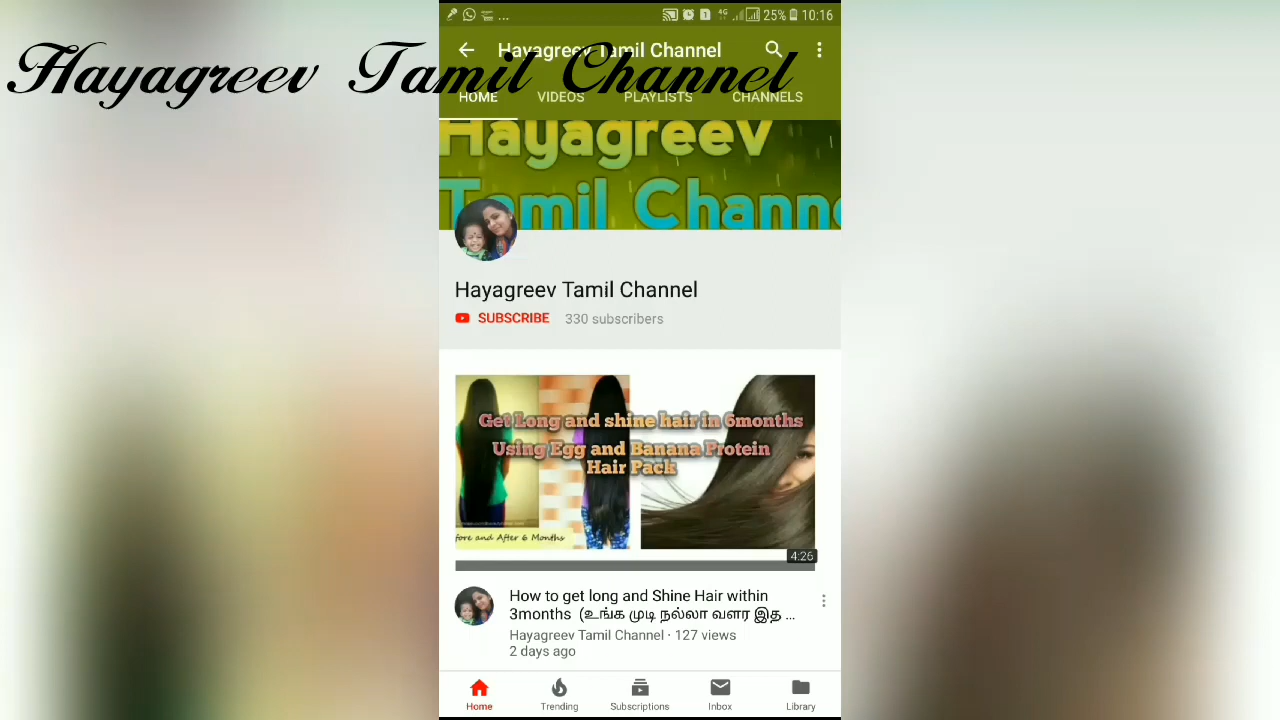 ... 4G 25% 10:16
Hayagreev Tamil Channel
Hayagreev Tamil Channel
HOME VIDEOS PLAYLISTS CHANNELS
Hayagreev
Tamil Channe
Hayagreev Tamil Channel
SUBSCRIBE 330 subscribers
Get Long and shine hair in 6months
Using Egg and Banana Protein
Hair Pack
fore and After 6 Months
4:26
How to get long and Shine Hair within
3months (உங்க முடி நல்லா வளர இத ...
Hayagreev Tamil Channel · 127 views
2 days ago
Home Trending Subscriptions Inbox Library